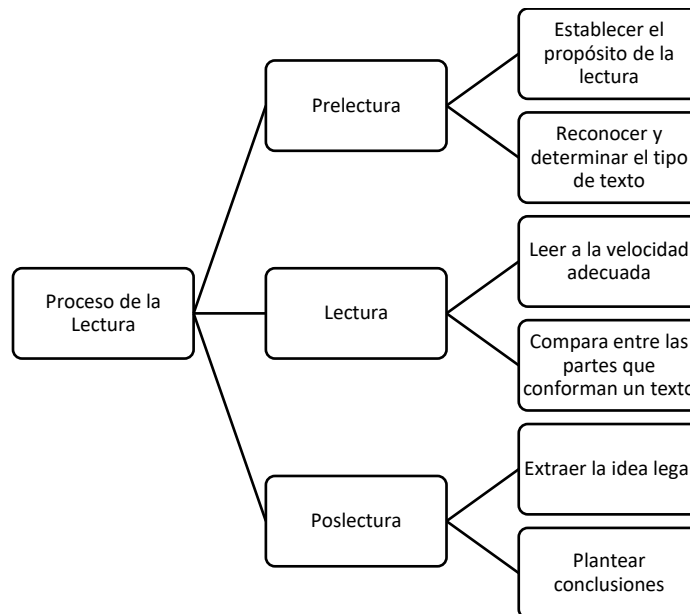 Establecer el
propósito de la
lectura
Prelectura
Reconocer y
determinar el tipo
de texto
Proceso de la
Lectura
Lectura
Leer a la velocidad
adecuada
Compara entre las
partes que
conforman un texto
Poslectura
Extraer la idea lega
Plantear
conclusiones